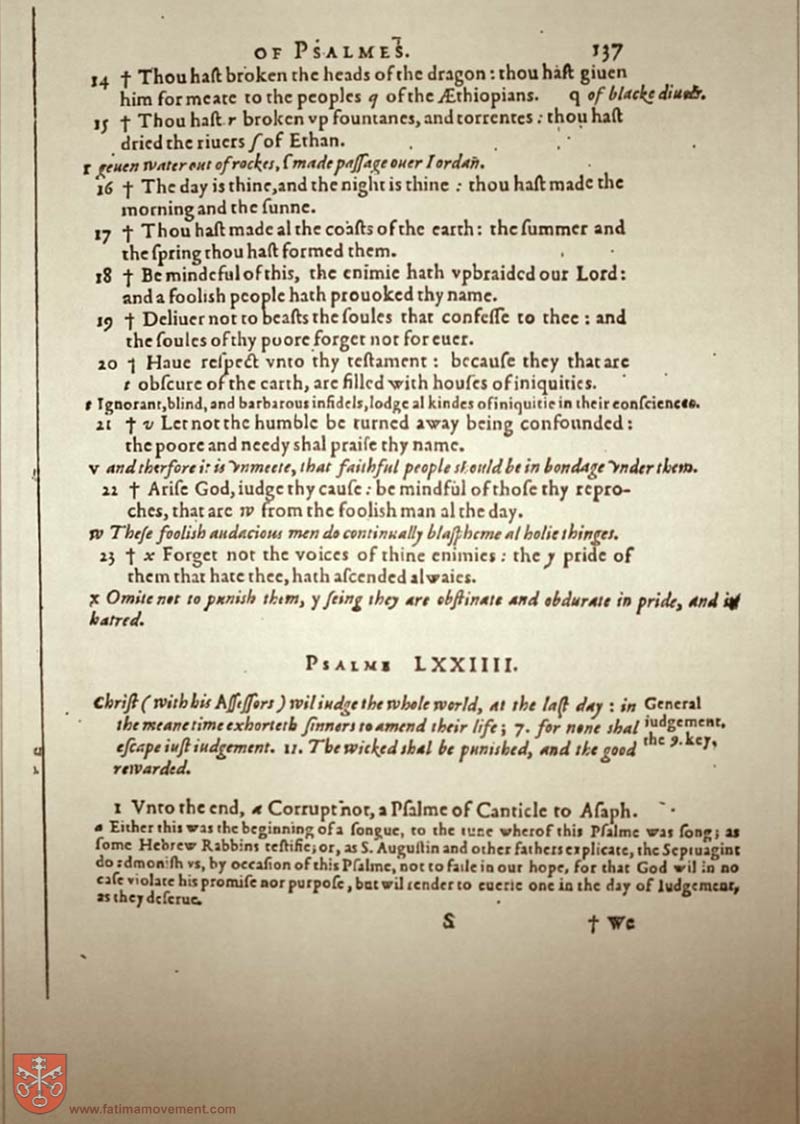 OF PSALMES. 137
14 † Thou haſt broken the heads of the dragon: thou haſt giuen
him for meate to the peoples q of the Æthiopians. q of blacke
15 † Thou haſt r broken vp fountanes, and torrentes: thou haſt
dried the riuers ſ of Ethan.
r geuen water out of rockes, ſ made paſſage ouer Iordan.
16 † The day is thine, and the night is thine: thou haſt made the
morning and the ſunne.
17 † Thou haſt made al the coaſts of the earth: the ſummer and
the ſpring thou haſt formed them.
18 † Be mindeful of this, the enimie hath vpbraided our Lord:
and a fooliſh people hath prouoked thy name.
19 † Deliuer not to beaſts the ſoules that confeſſe to thee: and
the ſoules of thy poore forget not for euer.
20 † Haue reſpect vnto thy teſtament: becauſe they that are
t obſcure of the earth, are filled with houſes of iniquities.
t Ignorant, blind, and barbarous infidels, lodge al kindes of iniquitie in their conſciences.
21 † v Let not the humble be turned away being confounded:
the poore and needy shal praiſe thy name.
v and therfore it is vnmeete, that faithful people should be in bondage vnder them.
22 † Ariſe God, iudge thy cauſe: be mindful of thoſe thy repro-
ches, that are w from the fooliſh man al the day.
w Theſe fooliſh audacious men do continually blaſpheme al holie thinges.
23 † x Forget not the voices of thine enimies: the y pride of
them that hate thee, hath aſcended alwaies.
x Omite not to punish them, y ſeing they are obſtinate and obdurate in pride, and in
hatred.
PSALME LXXIIII.
Chriſt (with his Aſſeſſors) wil iudge the whole world, at the laſt day: in
the meane time exhorteth ſinners to amend their life; 7. for none shal
eſcape iuſt iudgement. 11. The wicked shal be punished, and the good
rewarded.
General
iudgement.
the 9. key,
1 Vnto the end, a Corrupt not, a Pſalme of Canticle to Aſaph.
a Either this was the beginning of a ſongue, to the tune wherof this Pſalme was ſong; as
ſome Hebrew Rabbins teſtifie; or, as S. Auguſtin and other fathers explicate, the Septuagint
do admonish vs, by occaſion of this Pſalme, not to faile in our hope, for that God wil in no
caſe violate his promiſe nor purpoſe, but wil render to euerie one in the day of Iudgement,
as they deſerue.
S † We
www.fatimamovement.com